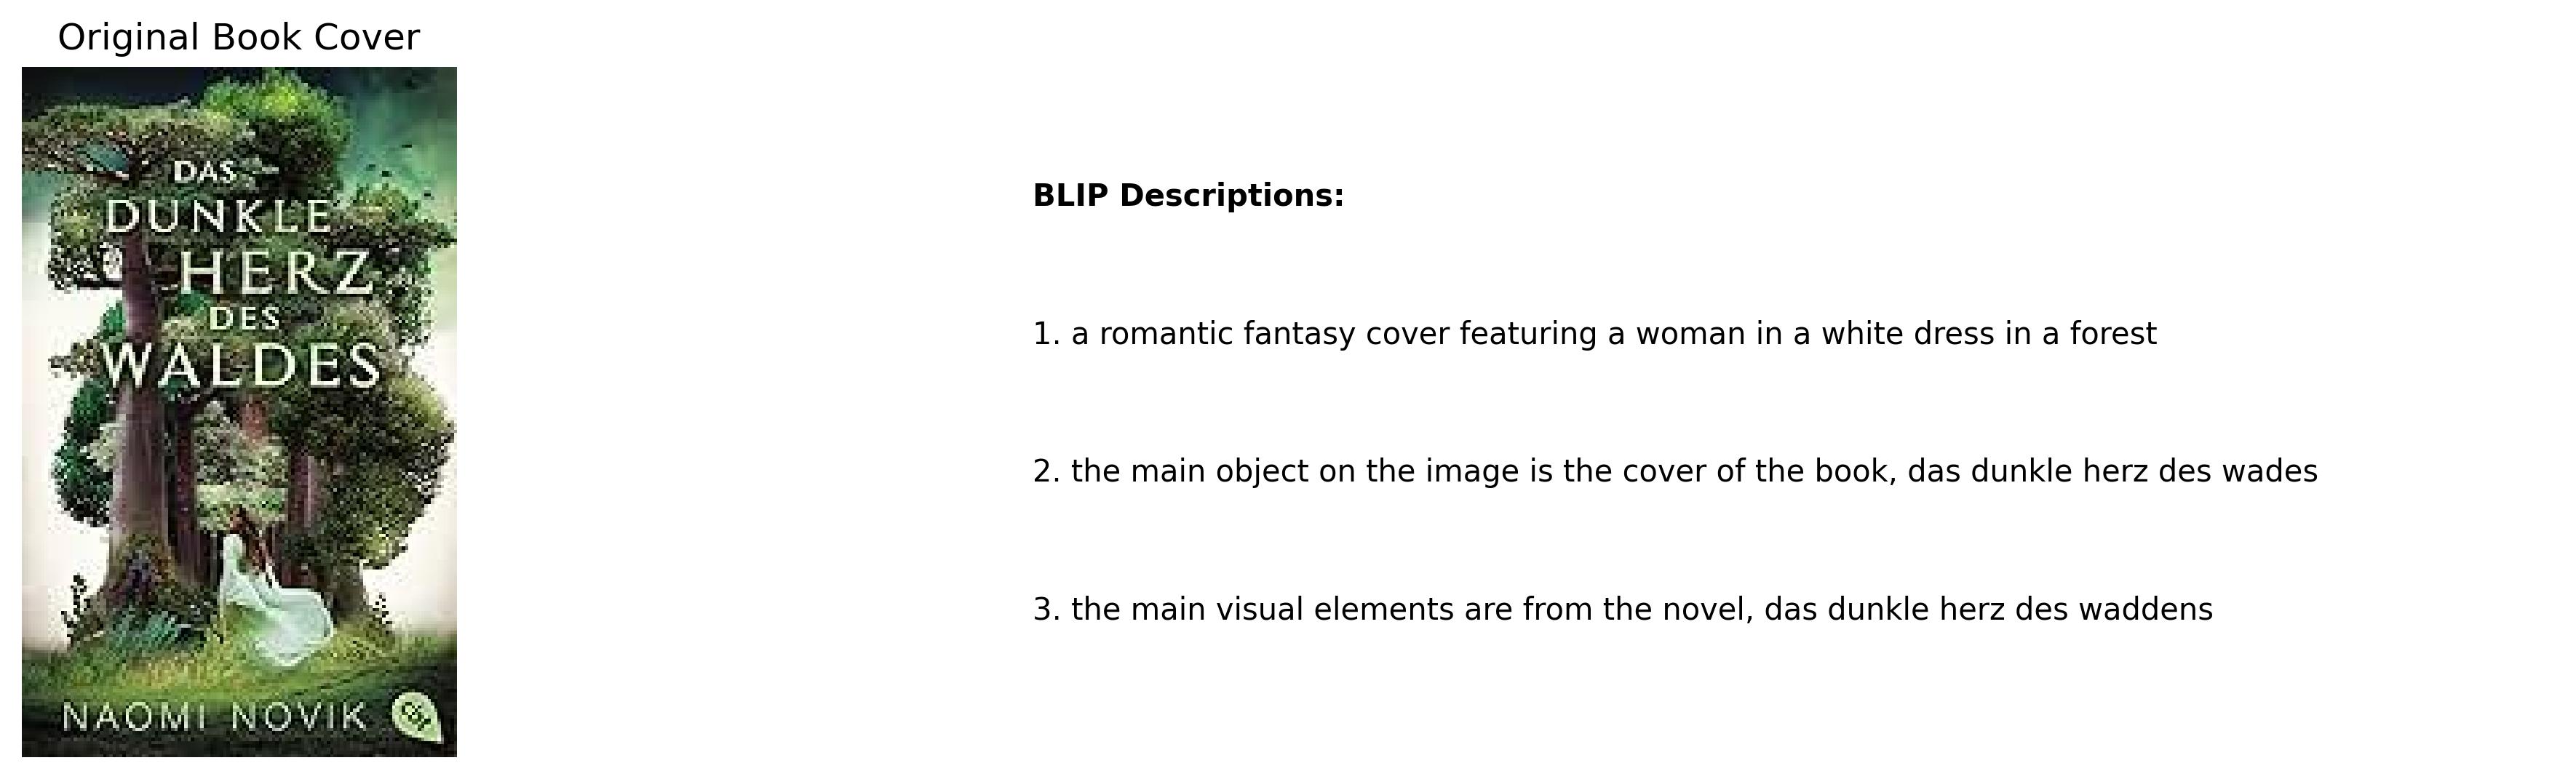 Original Book Cover
DAS
DUNKLE
HERZ
DES
WALDES
NAOMI NOVIK
cbj
BLIP Descriptions:
1. a romantic fantasy cover featuring a woman in a white dress in a forest
2. the main object on the image is the cover of the book, das dunkle herz des wades
3. the main visual elements are from the novel, das dunkle herz des waddens